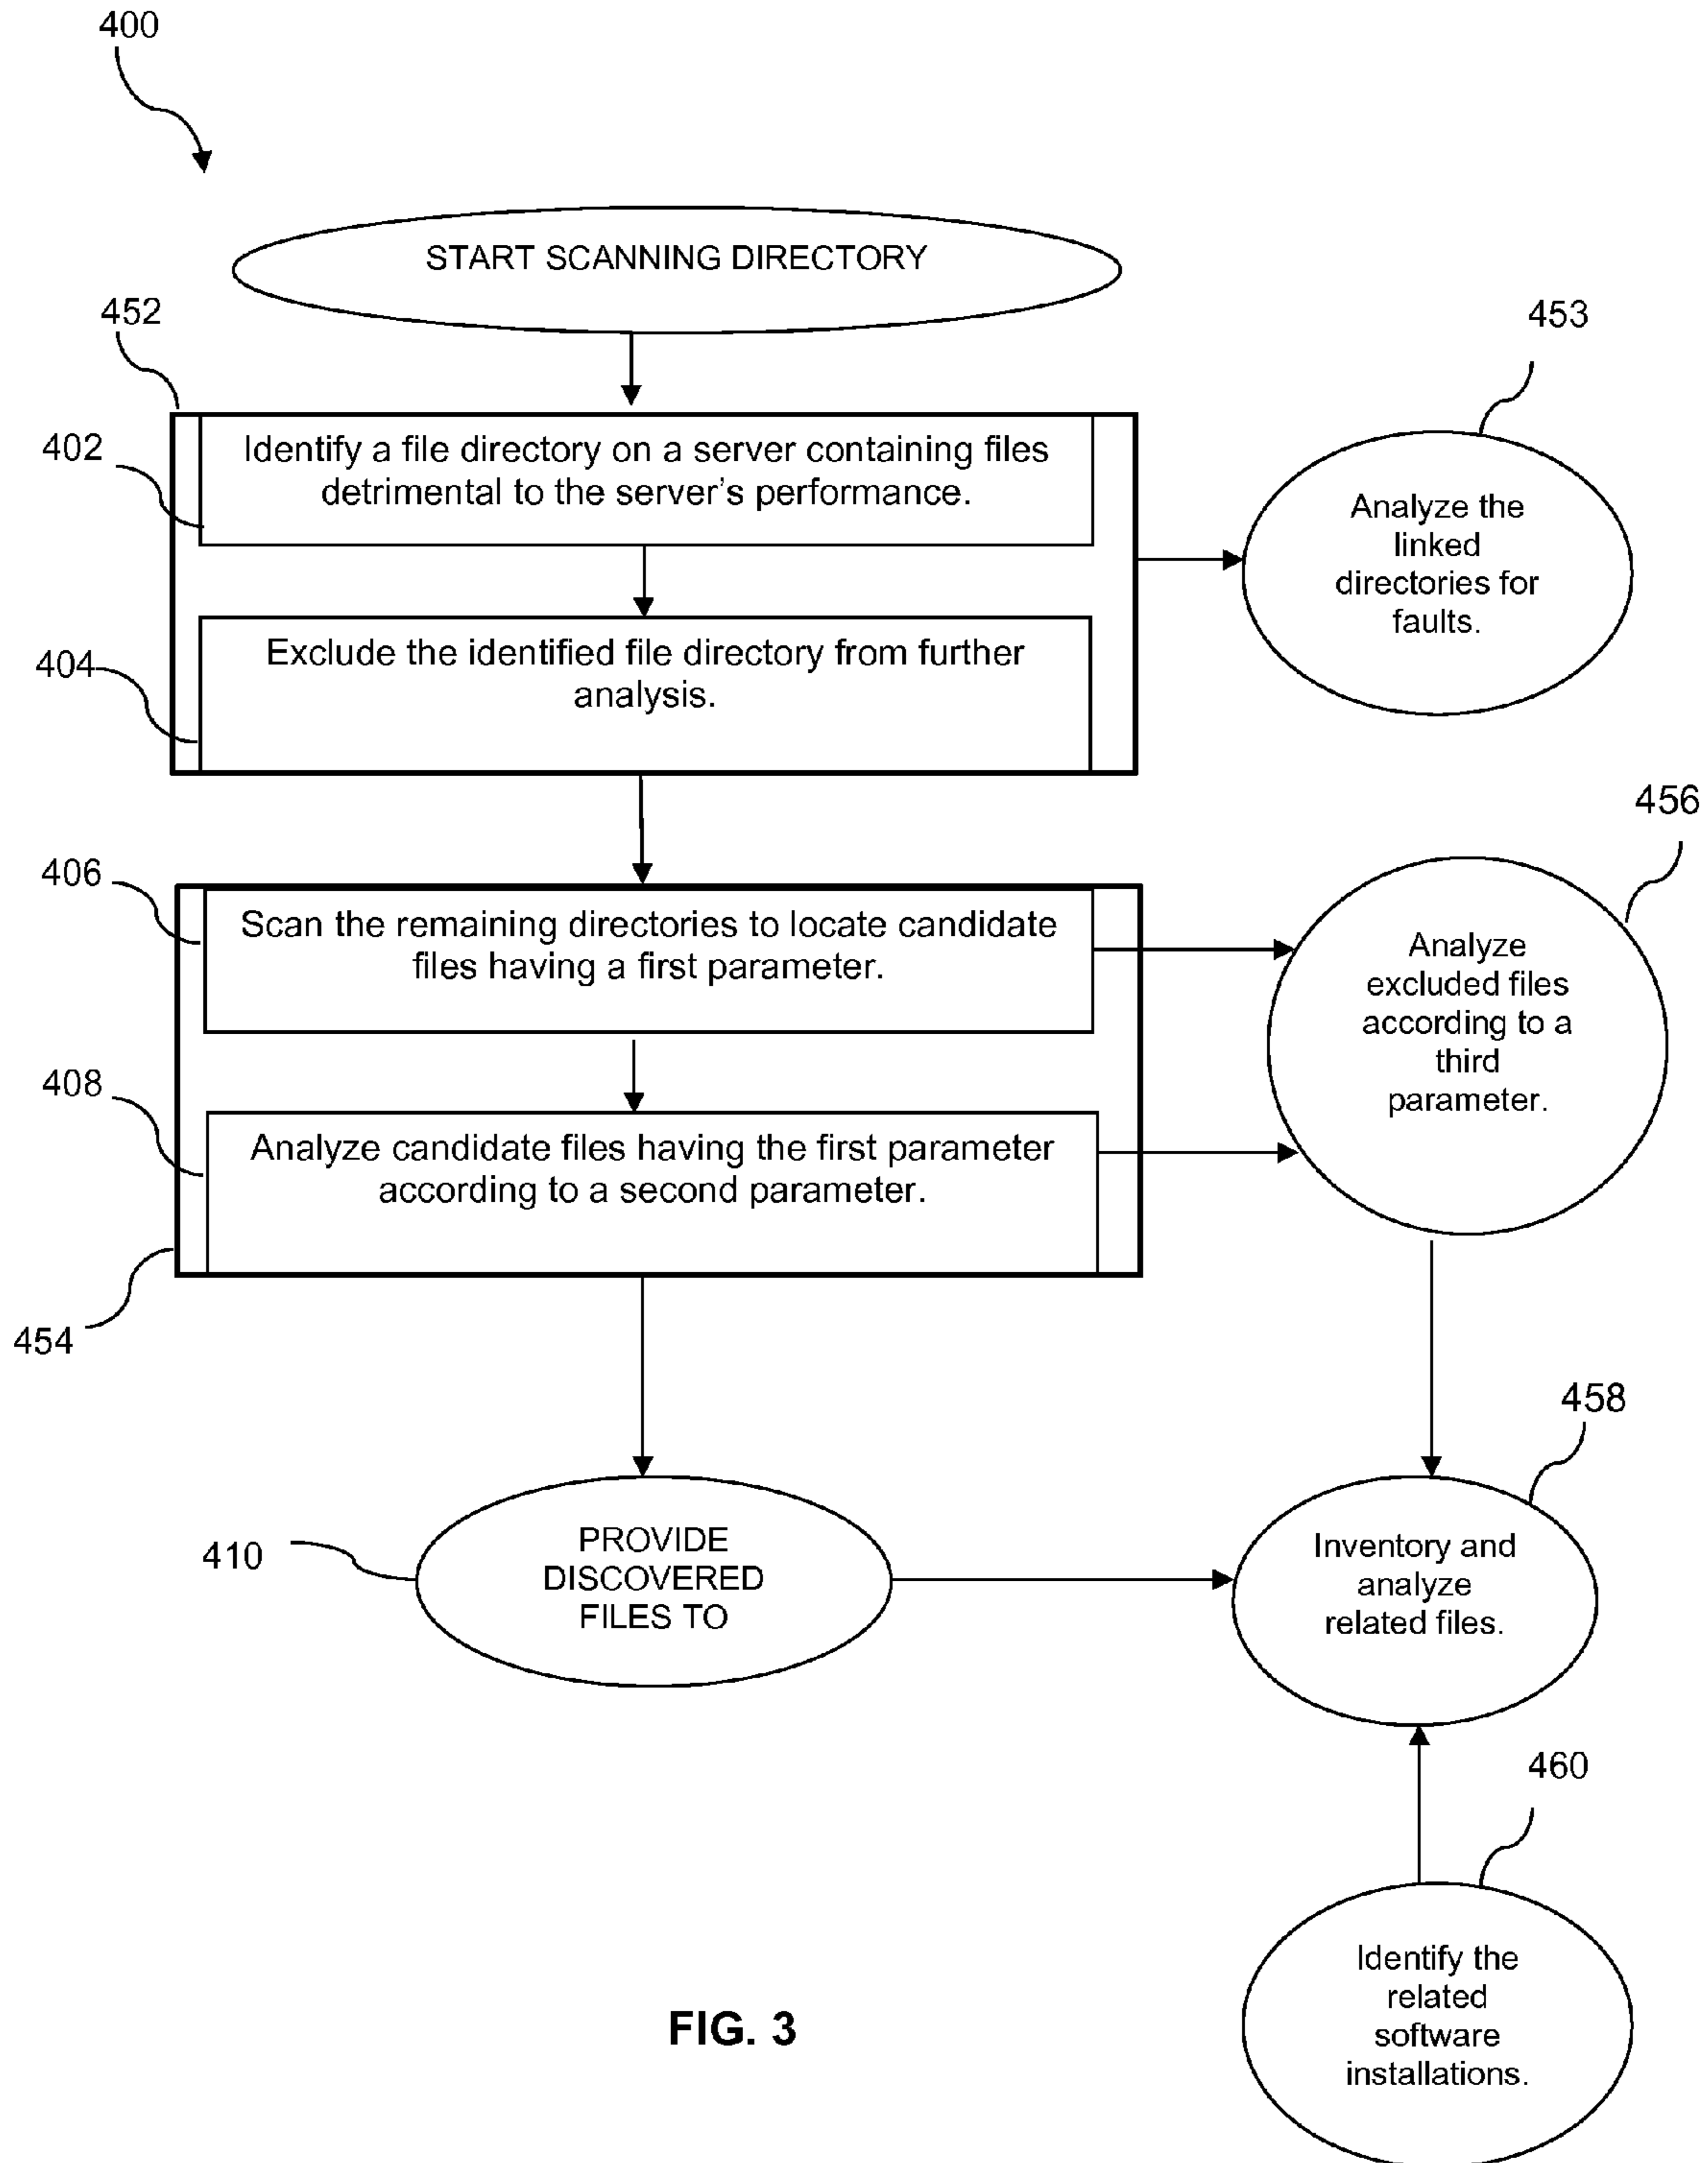 400
START SCANNING DIRECTORY
452
453
402
Identify a file directory on a server containing files
detrimental to the server's performance.
Analyze the
linked
directories for
faults.
404
Exclude the identified file directory from further
analysis.
456
406
Scan the remaining directories to locate candidate
files having a first parameter.
Analyze
excluded files
according to a
third
parameter.
408
Analyze candidate files having the first parameter
according to a second parameter.
454
458
410
PROVIDE
DISCOVERED
FILES TO
Inventory and
analyze
related files.
460
Identify the
related
software
installations.
FIG. 3